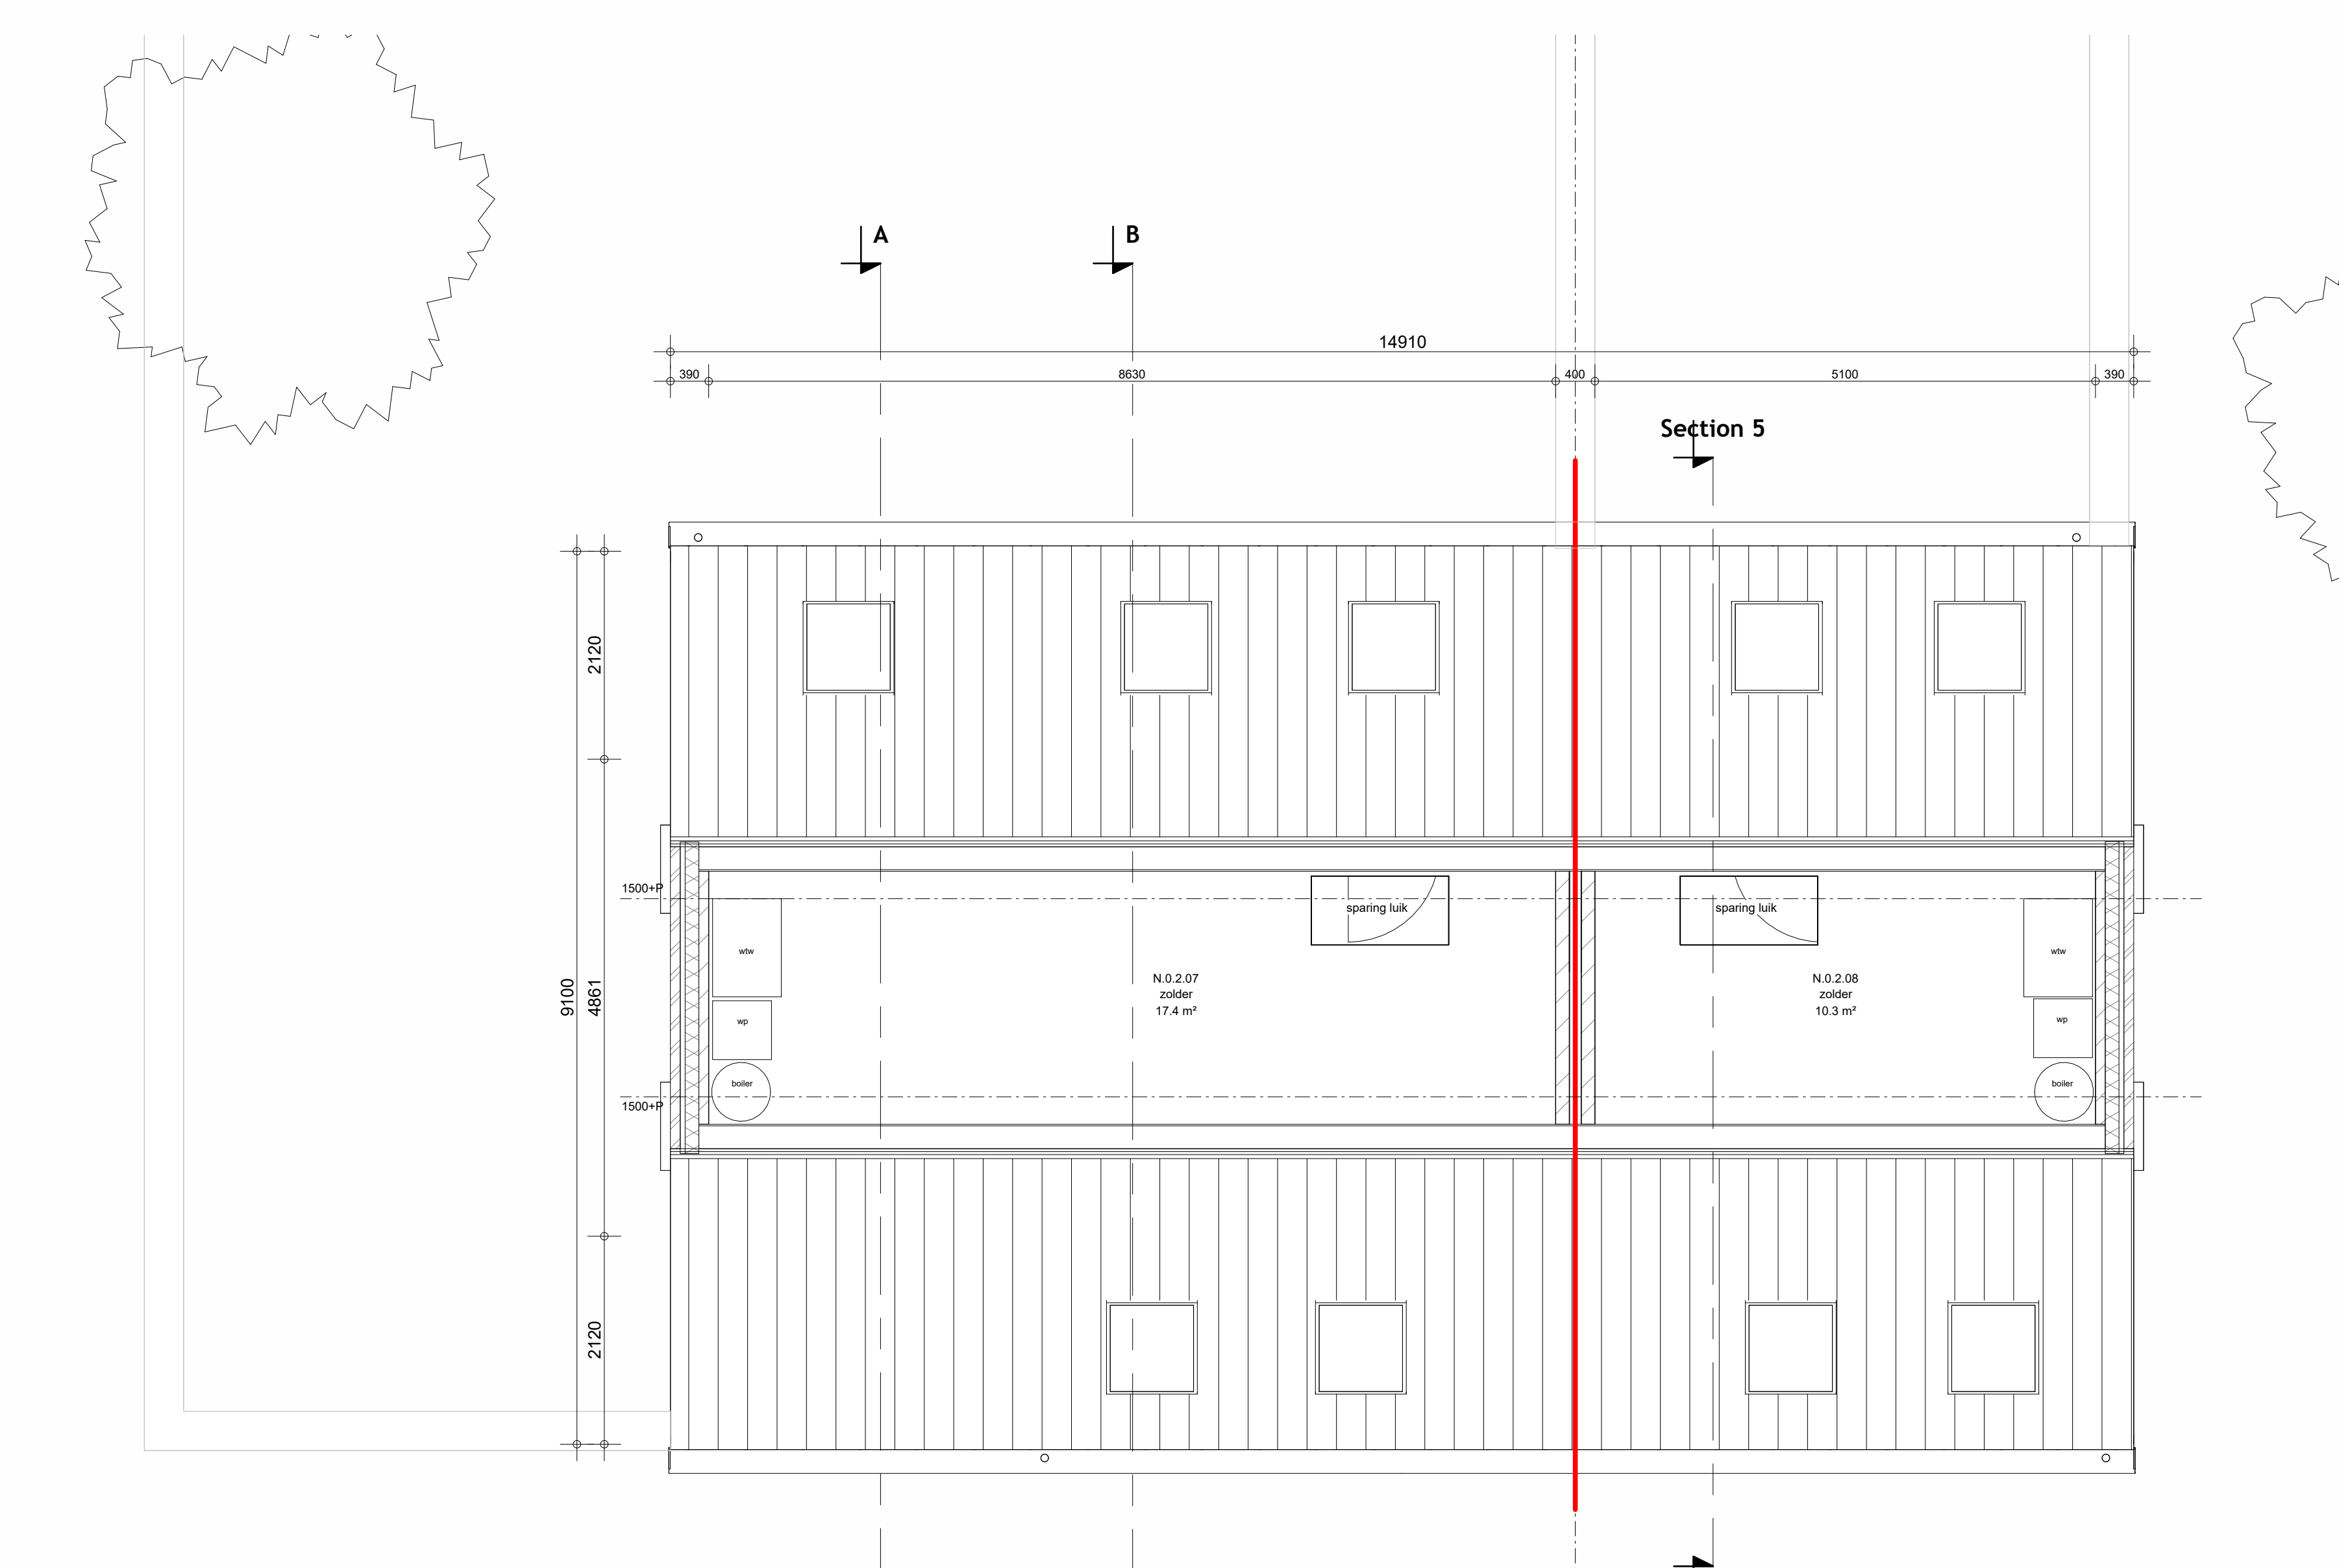 A
B
14910
390
8630
400
5100
390
Section 5
2120
1500+P
sparing luik
sparing luik
wtw
wtw
N.0.2.07
zolder
17.4 m²
N.0.2.08
zolder
10.3 m²
9100
4861
wp
wp
boiler
boiler
1500+P
2120